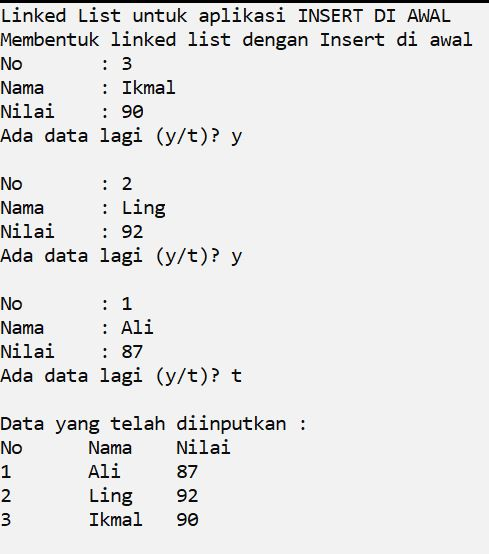 Linked List untuk aplikasi INSERT DI AWAL
Membentuk linked list dengan Insert di awal
No : 3
Nama : Ikmal
Nilai : 90
Ada data lagi (y/t)? y
No : 2
Nama : Ling
Nilai : 92
Ada data lagi (y/t)? y
No : 1
Nama : Ali
Nilai : 87
Ada data lagi (y/t)? t
Data yang telah diinputkan :
No Nama Nilai
1 Ali 87
2 Ling 92
3 Ikmal 90